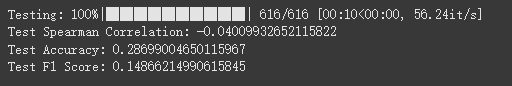 Testing: 100%|██████████████| 616/616 [00:10<00:00, 56.24it/s]
Test Spearman Correlation: -0.04009932652115822
Test Accuracy: 0.28699004650115967
Test F1 Score: 0.14866214990615845